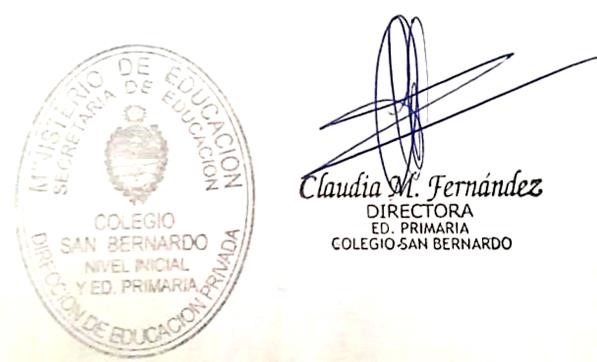 MINISTERIO DE EDUCACION
SECRETARIA DE EDUCACION
COLEGIO
SAN BERNARDO
NIVEL INICIAL
Y ED. PRIMARIA
DIRECCION DE EDUCACION PRIVADA
Claudia M. Fernández
DIRECTORA
ED. PRIMARIA
COLEGIO SAN BERNARDO